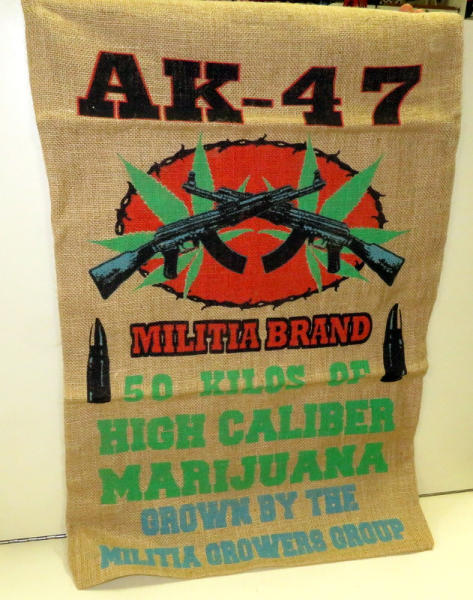 AK-47
MILITIA BRAND
50 KILOS OF
HIGH CALIBER
MARIJUANA
GROWN BY THE
MILITIA GROWERS GROUP